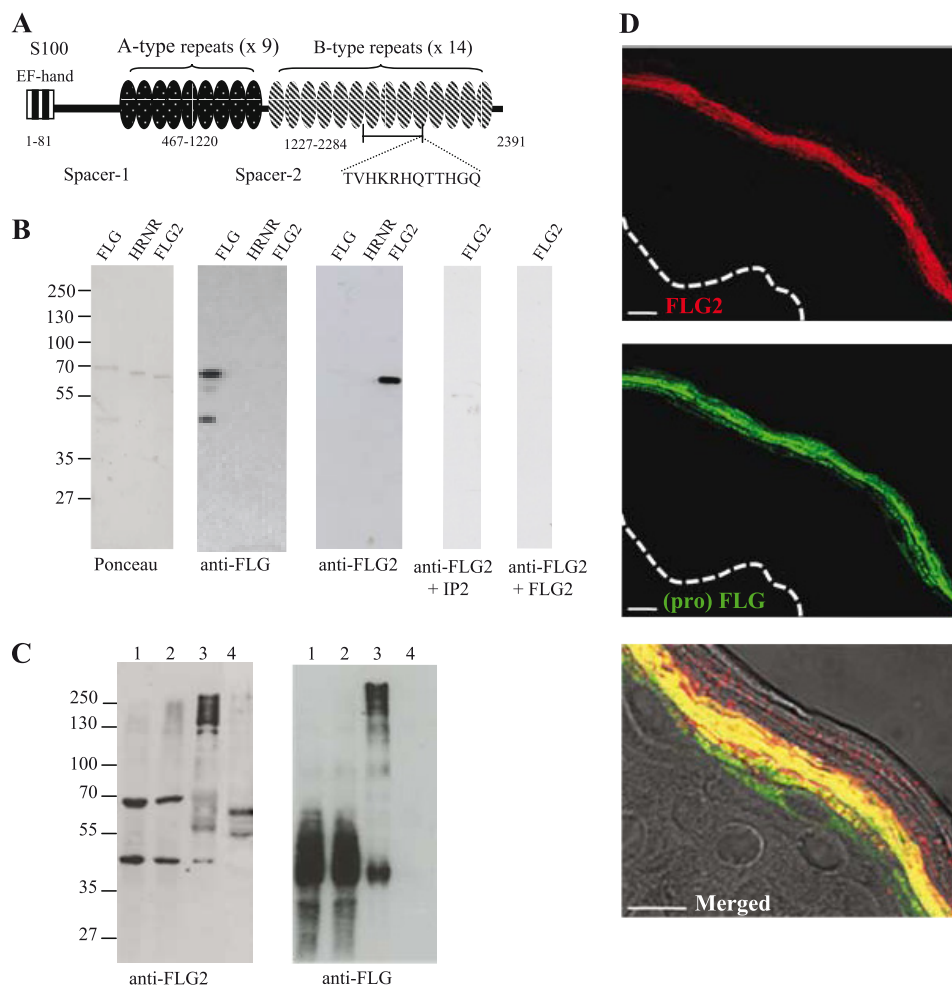 A
S100
EF-hand
A-type repeats (x 9)
B-type repeats (x 14)
1-81
467-1220
1227-2284
2391
Spacer-1
Spacer-2
TVHKRHQTTHGQ
B
FLG
HRNR
FLG2
FLG
HRNR
FLG2
FLG
HRNR
FLG2
FLG2
FLG2
250
130
100
70
55
35
27
Ponceau
anti-FLG
anti-FLG2
anti-FLG2
+ IP2
anti-FLG2
+ FLG2
C
1 2 3 4
1 2 3 4
250
130
100
70
55
35
27
anti-FLG2
anti-FLG
D
FLG2
(pro) FLG
Merged